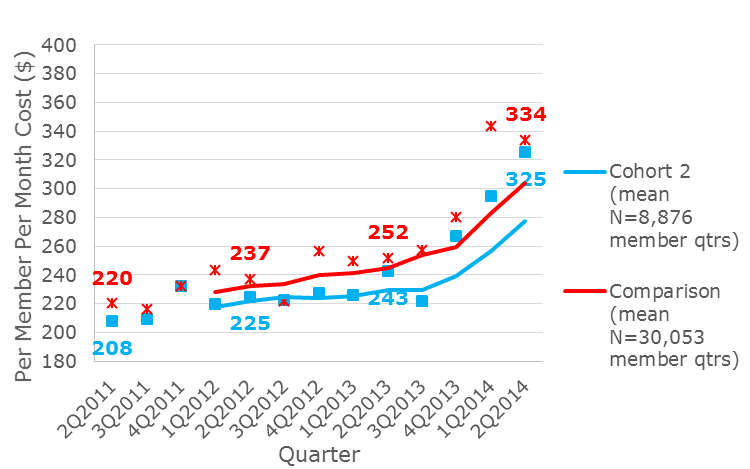 Per Member Per Month Cost ($)
400
380
360
340
320
300
280
260
240
220
200
180
220
208
237
225
252
243
334
325
2Q2011
3Q2011
4Q2011
1Q2012
2Q2012
3Q2012
4Q2012
1Q2013
2Q2013
3Q2013
4Q2013
1Q2014
2Q2014
Quarter
Cohort 2
(mean
N=8,876
member qtrs)
Comparison
(mean
N=30,053
member qtrs)